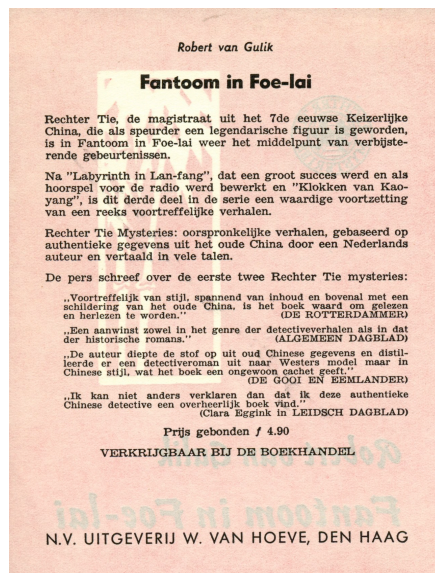 Robert van Gulik
Fantoom in Foe-lai
Rechter Tie, de magistraat uit het 7de eeuwse Keizerlijke
China, die als speurder een legendarische figuur is geworden,
is in Fantoom in Foe-lai weer het middelpunt van verbijste-
rende gebeurtenissen.
Na "Labyrinth in Lan-fang", dat een groot succes werd en als
hoorspel voor de radio werd bewerkt en "Klokken van Kao-
yang", is dit derde deel in de serie een waardige voortzetting
van een reeks voortreffelijke verhalen.
Rechter Tie Mysteries: oorspronkelijke verhalen, gebaseerd op
authentieke gegevens uit het oude China door een Nederlands
auteur en vertaald in vele talen.
De pers schreef over de eerste twee Rechter Tie mysteries:
„Voortreffelijk van stijl, spannend van inhoud en bovenal met een
schildering van het oude China, is het boek waard om gelezen
en herlezen te worden." (DE ROTTERDAMMER)
„Een aanwinst zowel in het genre der detectiveverhalen als in dat
der historische romans." (ALGEMEEN DAGBLAD)
„De auteur diepte de stof op uit oud Chinese gegevens en distil-
leerde er een detectiveroman uit naar Westers model maar in
Chinese stijl, wat het boek een ongewoon cachet geeft."
(DE GOOI EN EEMLANDER)
„Ik kan niet anders verklaren dan dat ik deze authentieke
Chinese detective een overheerlijk boek vind."
(Clara Eggink in LEIDSCH DAGBLAD)
Prijs gebonden ƒ 4.90
VERKRIJGBAAR BIJ DE BOEKHANDEL
Robert van Gulik
Fantoom in Foe-lai
N.V. UITGEVERIJ W. VAN HOEVE, DEN HAAG